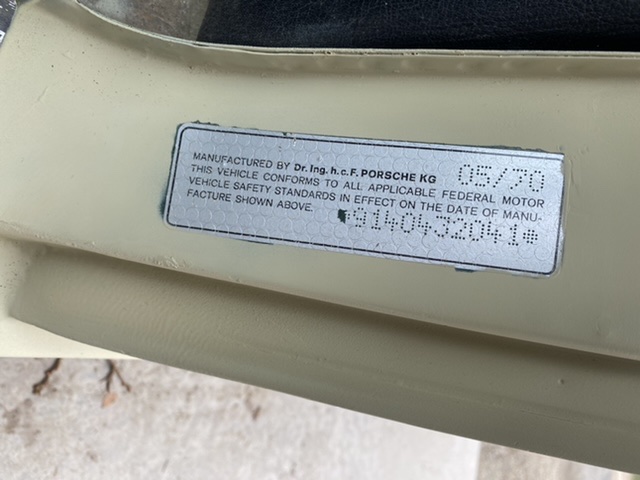 MANUFACTURED BY Dr. Ing. h.c. F. PORSCHE KG 05/70
THIS VEHICLE CONFORMS TO ALL APPLICABLE FEDERAL MOTOR
VEHICLE SAFETY STANDARDS IN EFFECT ON THE DATE OF MANU-
FACTURE SHOWN ABOVE. *9140432041*